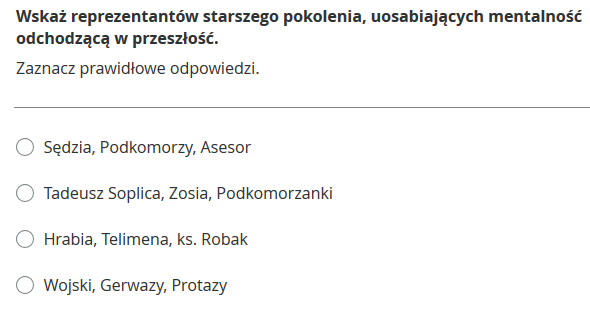 Wskaż reprezentantów starszego pokolenia, uosabiających mentalność
odchodzącą w przeszłość.
Zaznacz prawidłowe odpowiedzi.
Sędzia, Podkomorzy, Asesor
Tadeusz Soplica, Zosia, Podkomorzanki
Hrabia, Telimena, ks. Robak
Wojski, Gerwazy, Protazy